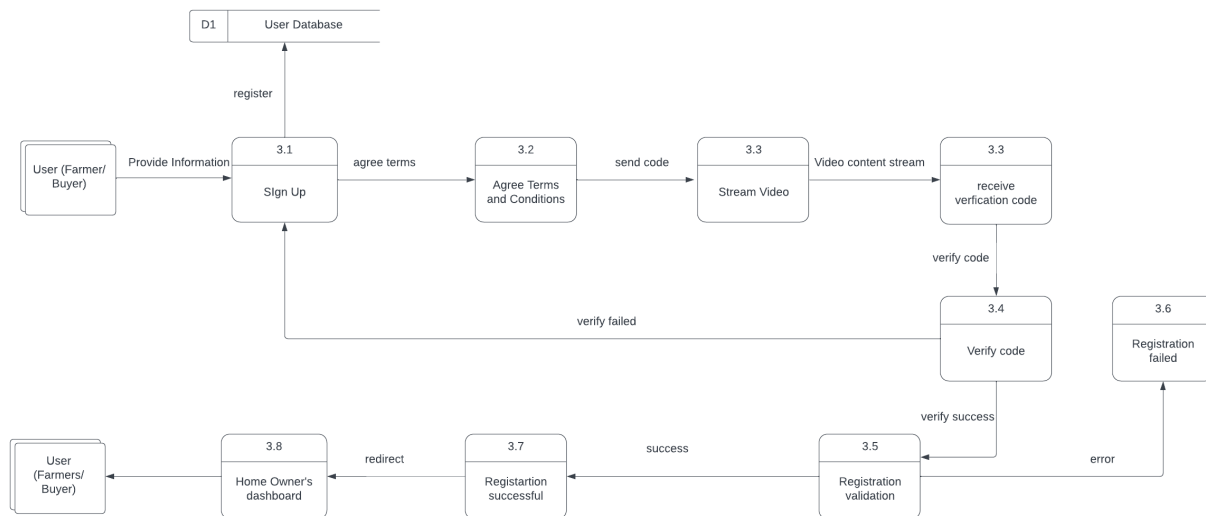 D1
User Database
register
User (Farmer/
Buyer)
Provide Information
3.1
SIgn Up
agree terms
3.2
Agree Terms
and Conditions
send code
3.3
Stream Video
Video content stream
3.3
receive
verfication code
verify code
verify failed
3.4
Verify code
3.6
Registration
failed
verify success
User
(Farmers/
Buyer)
3.8
Home Owner's
dashboard
redirect
3.7
Registartion
successful
success
3.5
Registration
validation
error